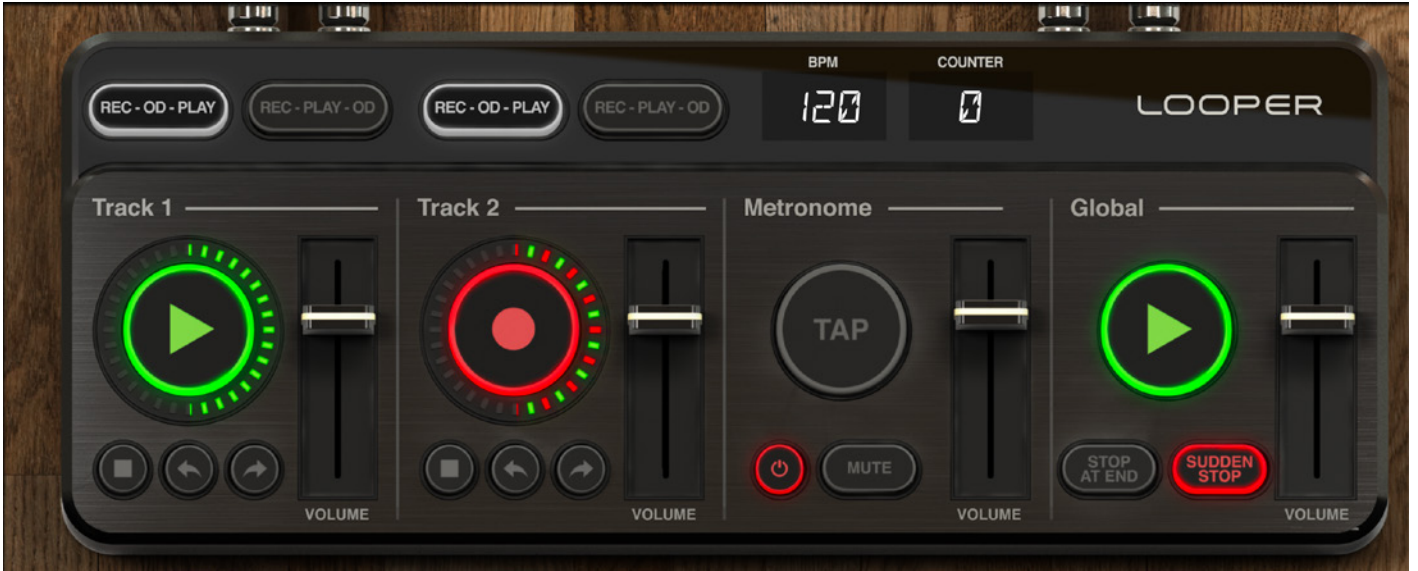 BPM
COUNTER
REC - OD - PLAY
REC - PLAY - OD
REC - OD - PLAY
REC - PLAY - OD
120
0
LOOPER
Track 1
Track 2
Metronome
Global
TAP
MUTE
STOP
AT END
SUDDEN
STOP
VOLUME
VOLUME
VOLUME
VOLUME